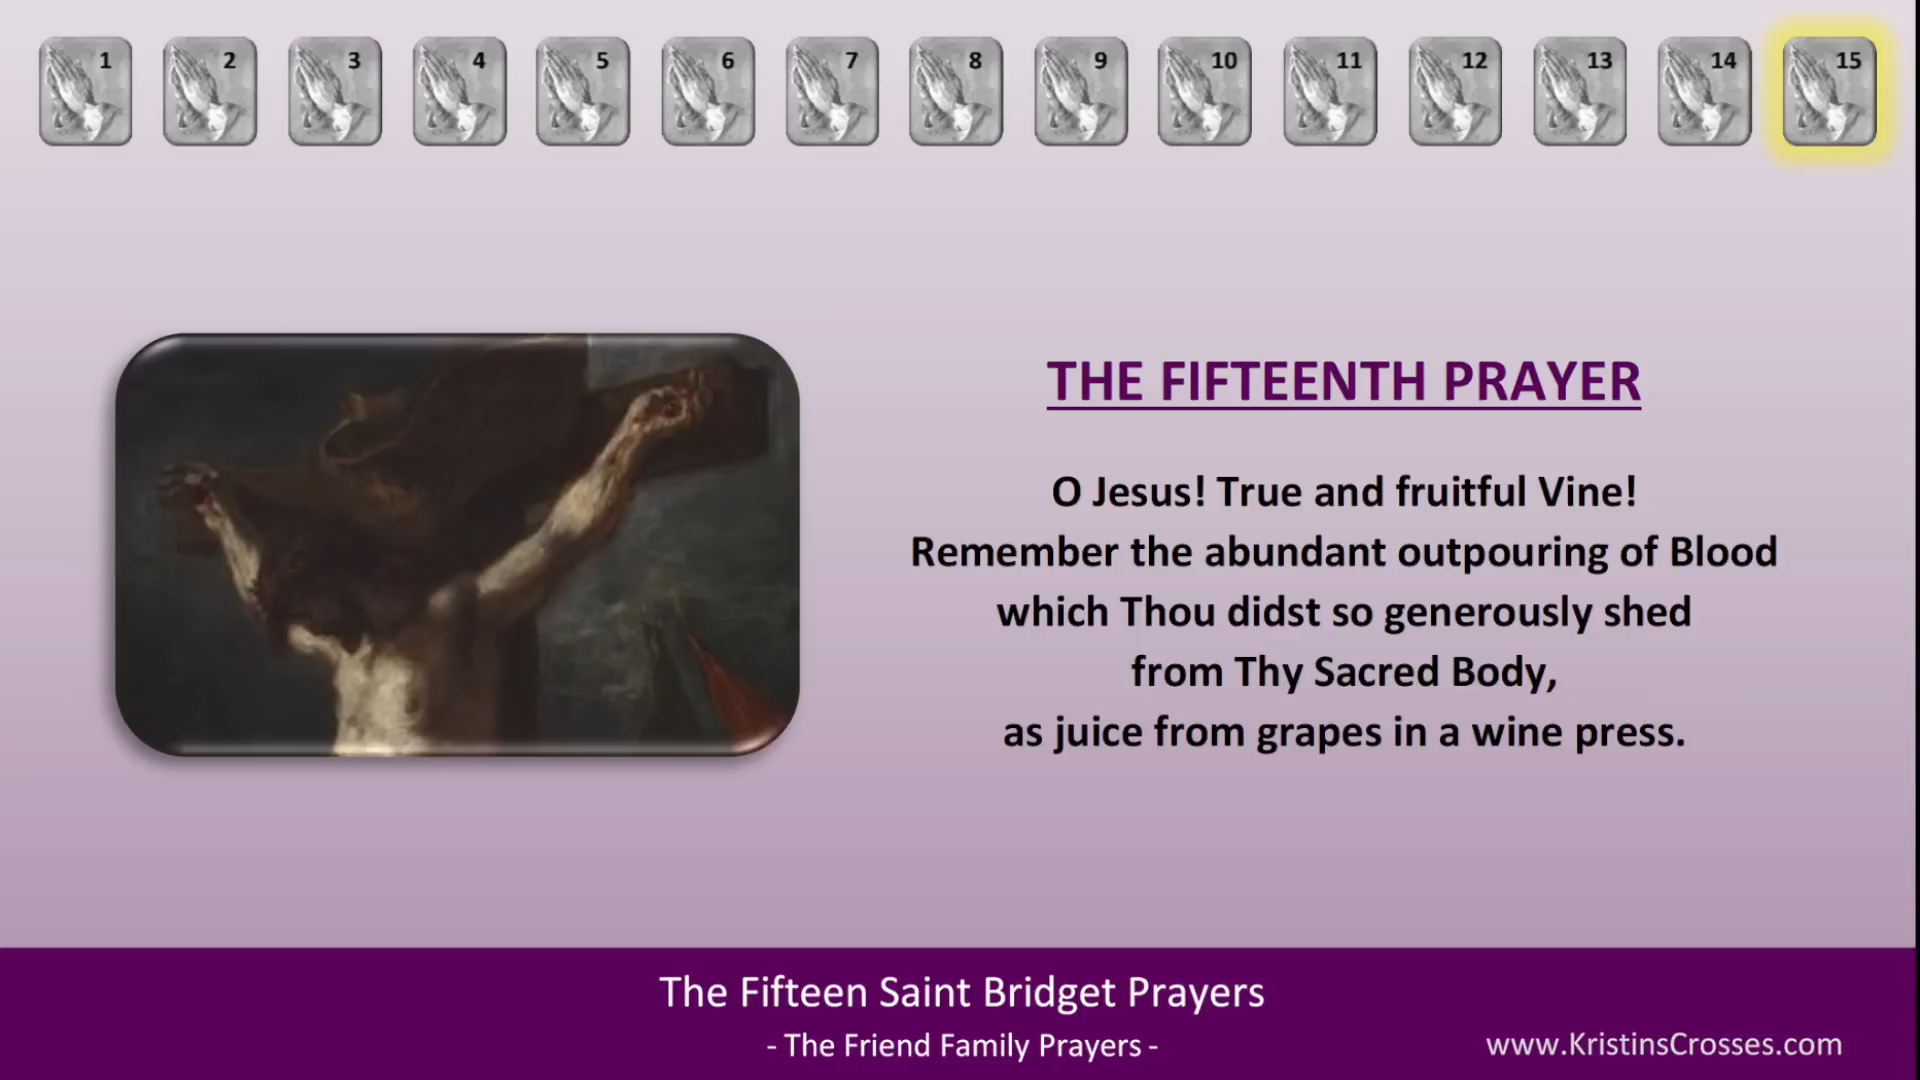 1 2 3 4 5 6 7 8 9 10 11 12 13 14 15
THE FIFTEENTH PRAYER
O Jesus! True and fruitful Vine!
Remember the abundant outpouring of Blood
which Thou didst so generously shed
from Thy Sacred Body,
as juice from grapes in a wine press.
The Fifteen Saint Bridget Prayers
- The Friend Family Prayers -
www.KristinsCrosses.com